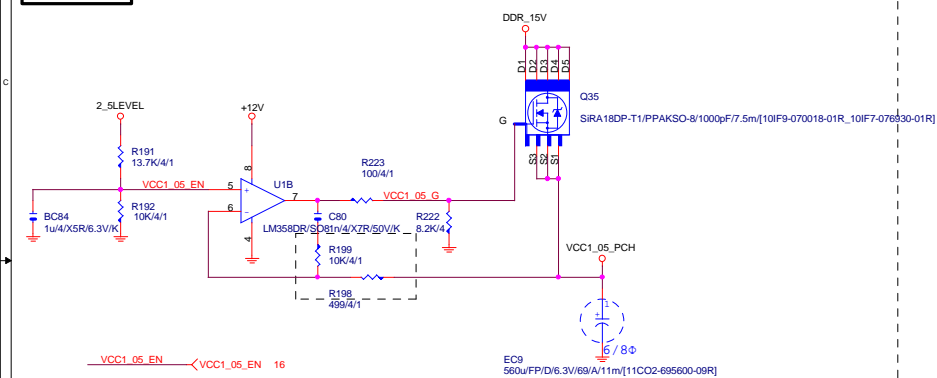 DDR_15V
D1
D2
D3
D4
D5
C
2_5LEVEL
+12V
Q35
SiRA18DP-T1/PPAKSO-8/1000pF/7.5m/[10IF9-070018-01R_10IF7-076930-01R]
G
R191
13.7K/4/1
8
R223
100/4/1
S3
S2
S1
VCC1_05_EN
5
+
U1B
7
VCC1_05_G
6
-
BC84
1u/4/X5R/6.3V/K
R192
10K/4/1
4
C80
LM358DR/SO8
1n/4/X7R/50V/K
R222
8.2K/4
VCC1_05_PCH
R199
10K/4/1
R198
499/4/1
1
+
6/8Φ
VCC1_05_EN
VCC1_05_EN 16
EC9
560u/FP/D/6.3V/69/A/11m/[11CO2-695600-09R]